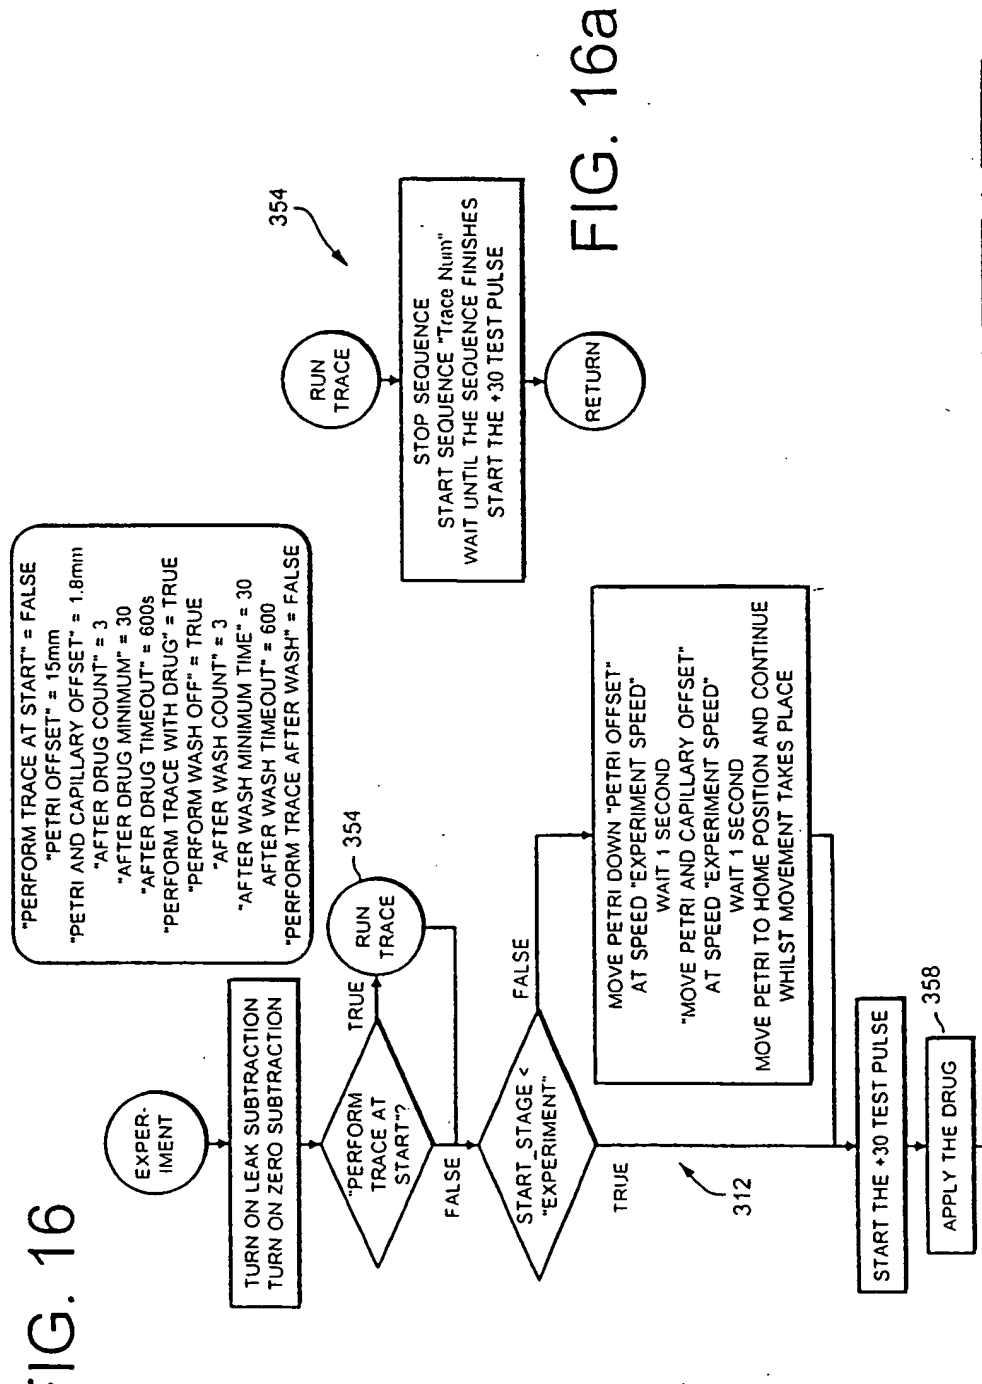 FIG. 16
EXPER-
IMENT
TURN ON LEAK SUBTRACTION
TURN ON ZERO SUBTRACTION
"PERFORM
TRACE AT
START"?
TRUE
FALSE
RUN
TRACE
354
START_STAGE <
"EXPERIMENT"
FALSE
TRUE
312
MOVE PETRI DOWN "PETRI OFFSET"
AT SPEED "EXPERIMENT SPEED"
WAIT 1 SECOND
"MOVE PETRI AND CAPILLARY OFFSET"
AT SPEED "EXPERIMENT SPEED"
WAIT 1 SECOND
MOVE PETRI TO HOME POSITION AND CONTINUE
WHILST MOVEMENT TAKES PLACE
START THE +30 TEST PULSE
APPLY THE DRUG
358
"PERFORM TRACE AT START" = FALSE
"PETRI OFFSET" = 15mm
"PETRI AND CAPILLARY OFFSET" = 1.8mm
"AFTER DRUG COUNT" = 3
"AFTER DRUG MINIMUM" = 30
"AFTER DRUG TIMEOUT" = 600s
"PERFORM TRACE WITH DRUG" = TRUE
"PERFORM WASH OFF" = TRUE
"AFTER WASH COUNT" = 3
"AFTER WASH MINIMUM TIME" = 30
AFTER WASH TIMEOUT" = 600
"PERFORM TRACE AFTER WASH" = FALSE
354
RUN
TRACE
STOP SEQUENCE
START SEQUENCE "Trace Num"
WAIT UNTIL THE SEQUENCE FINISHES
START THE +30 TEST PULSE
RETURN
FIG. 16a